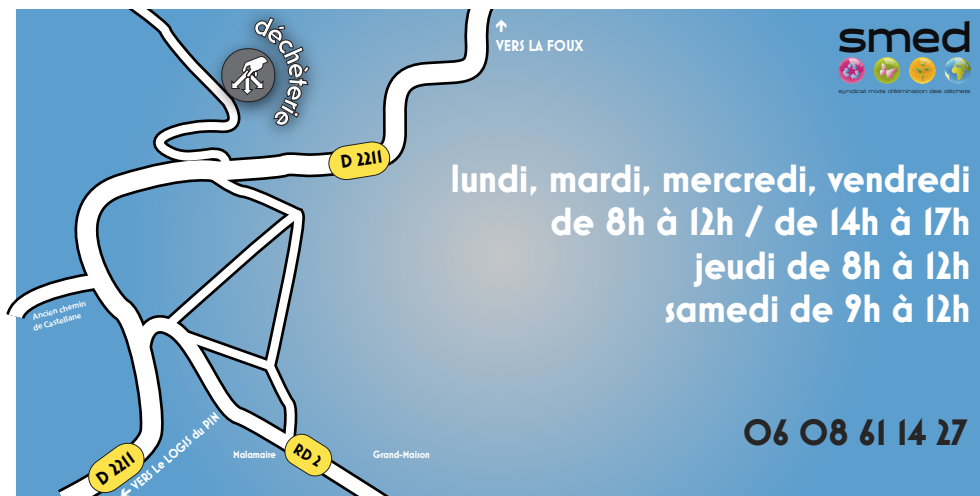 déchèterie
↑
VERS LA FOUX
smed
syndicat mixte d'élimination des déchets
D 2211
lundi, mardi, mercredi, vendredi
de 8h à 12h / de 14h à 17h
jeudi de 8h à 12h
samedi de 9h à 12h
Ancien chemin
de Castellane
06 08 61 14 27
D 2211
← VERS Le LOGIS du PIN
Malamaire
RD 2
Grand-Maison